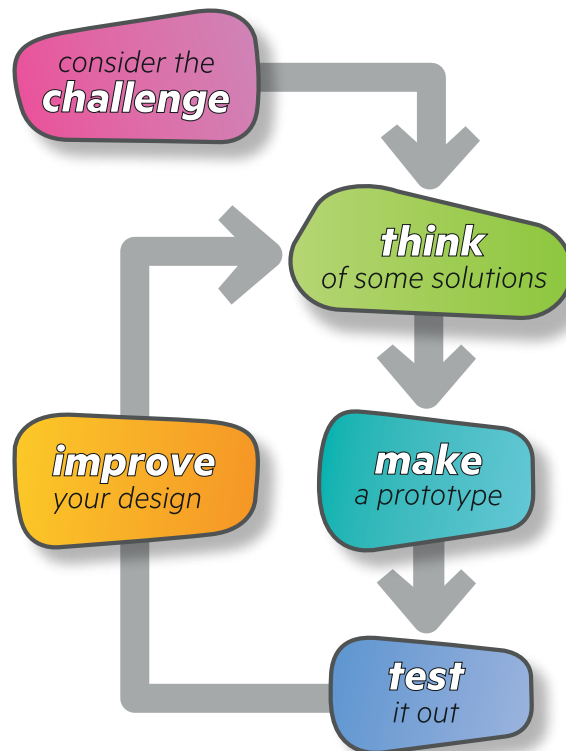 consider the
challenge
think
of some solutions
make
a prototype
test
it out
improve
your design